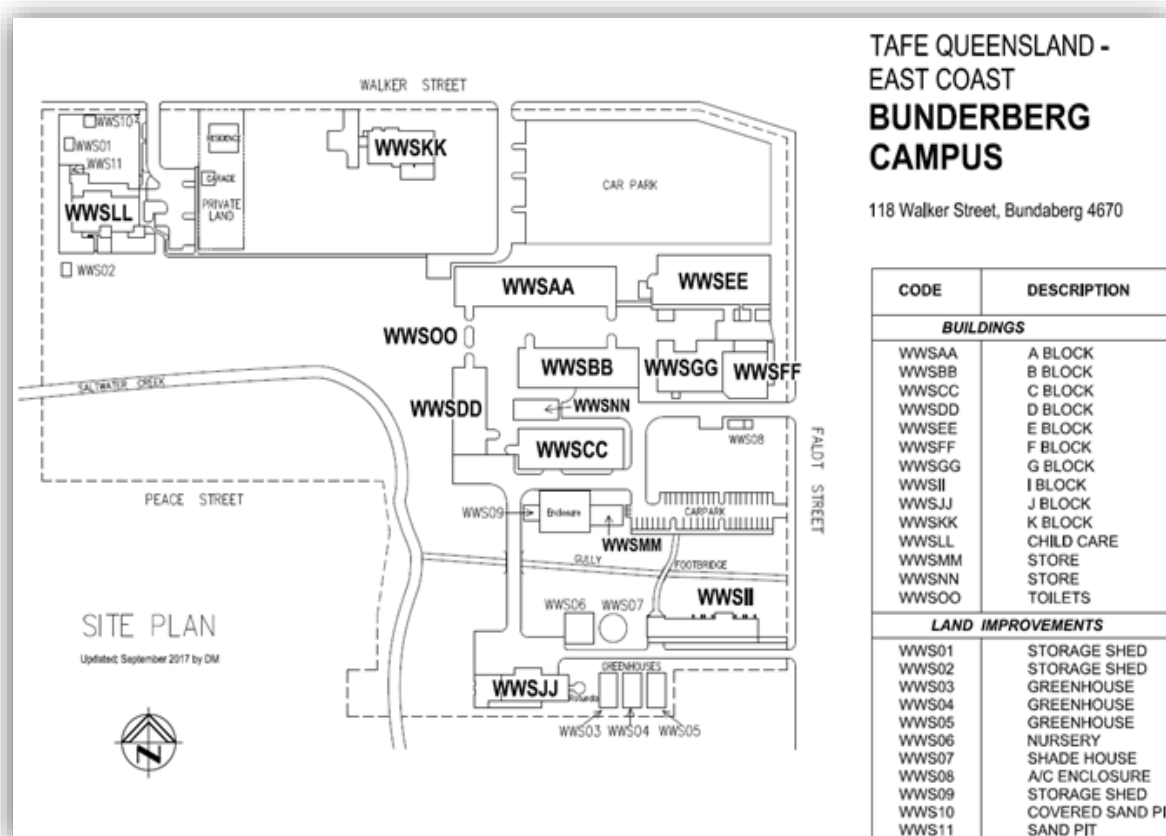 TAFE QUEENSLAND -
EAST COAST
BUNDERBERG
CAMPUS
118 Walker Street, Bundaberg 4670
WALKER STREET
WWS10
WWS01
WWS11
WWSLL
WWS02
RESIDENCE
GARAGE
PRIVATE
LAND
WWSKK
CAR PARK
WWSAA
WWSEE
WWSOO
WWSBB
WWSGG
WWSFF
SALTWATER CREEK
WWSDD
WWSNN
WWSCC
WWS08
FALDT STREET
PEACE STREET
WWS09
Enclosure
CARPARK
WWSMM
GULLY
FOOTBRIDGE
WWSII
WWS06
WWS07
SITE PLAN
Updated: September 2017 by DM
GREENHOUSES
WWSJJ
Rotunda
WWS03
WWS04
WWS05
N
CODE DESCRIPTION
BUILDINGS
WWSAA A BLOCK
WWSBB B BLOCK
WWSCC C BLOCK
WWSDD D BLOCK
WWSEE E BLOCK
WWSFF F BLOCK
WWSGG G BLOCK
WWSII I BLOCK
WWSJJ J BLOCK
WWSKK K BLOCK
WWSLL CHILD CARE
WWSMM STORE
WWSNN STORE
WWSOO TOILETS
LAND IMPROVEMENTS
WWS01 STORAGE SHED
WWS02 STORAGE SHED
WWS03 GREENHOUSE
WWS04 GREENHOUSE
WWS05 GREENHOUSE
WWS06 NURSERY
WWS07 SHADE HOUSE
WWS08 A/C ENCLOSURE
WWS09 STORAGE SHED
WWS10 COVERED SAND PI
WWS11 SAND PIT